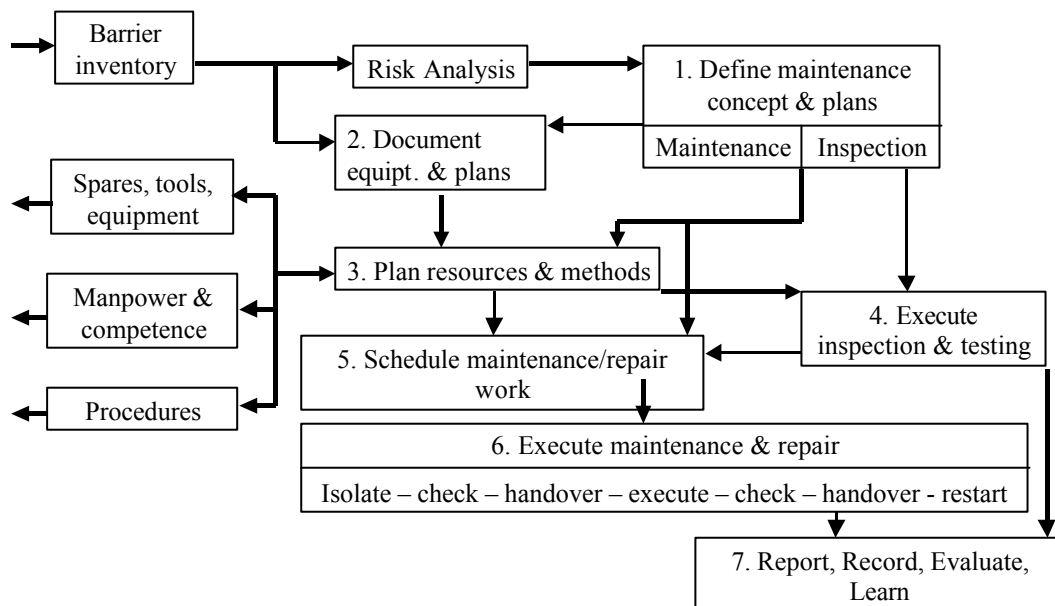 Barrier
inventory
Risk Analysis
1. Define maintenance
concept & plans
Maintenance
Inspection
2. Document
equipt. & plans
Spares, tools,
equipment
3. Plan resources & methods
Manpower &
competence
4. Execute
inspection & testing
5. Schedule maintenance/repair
work
Procedures
6. Execute maintenance & repair
Isolate – check – handover – execute – check – handover - restart
7. Report, Record, Evaluate,
Learn